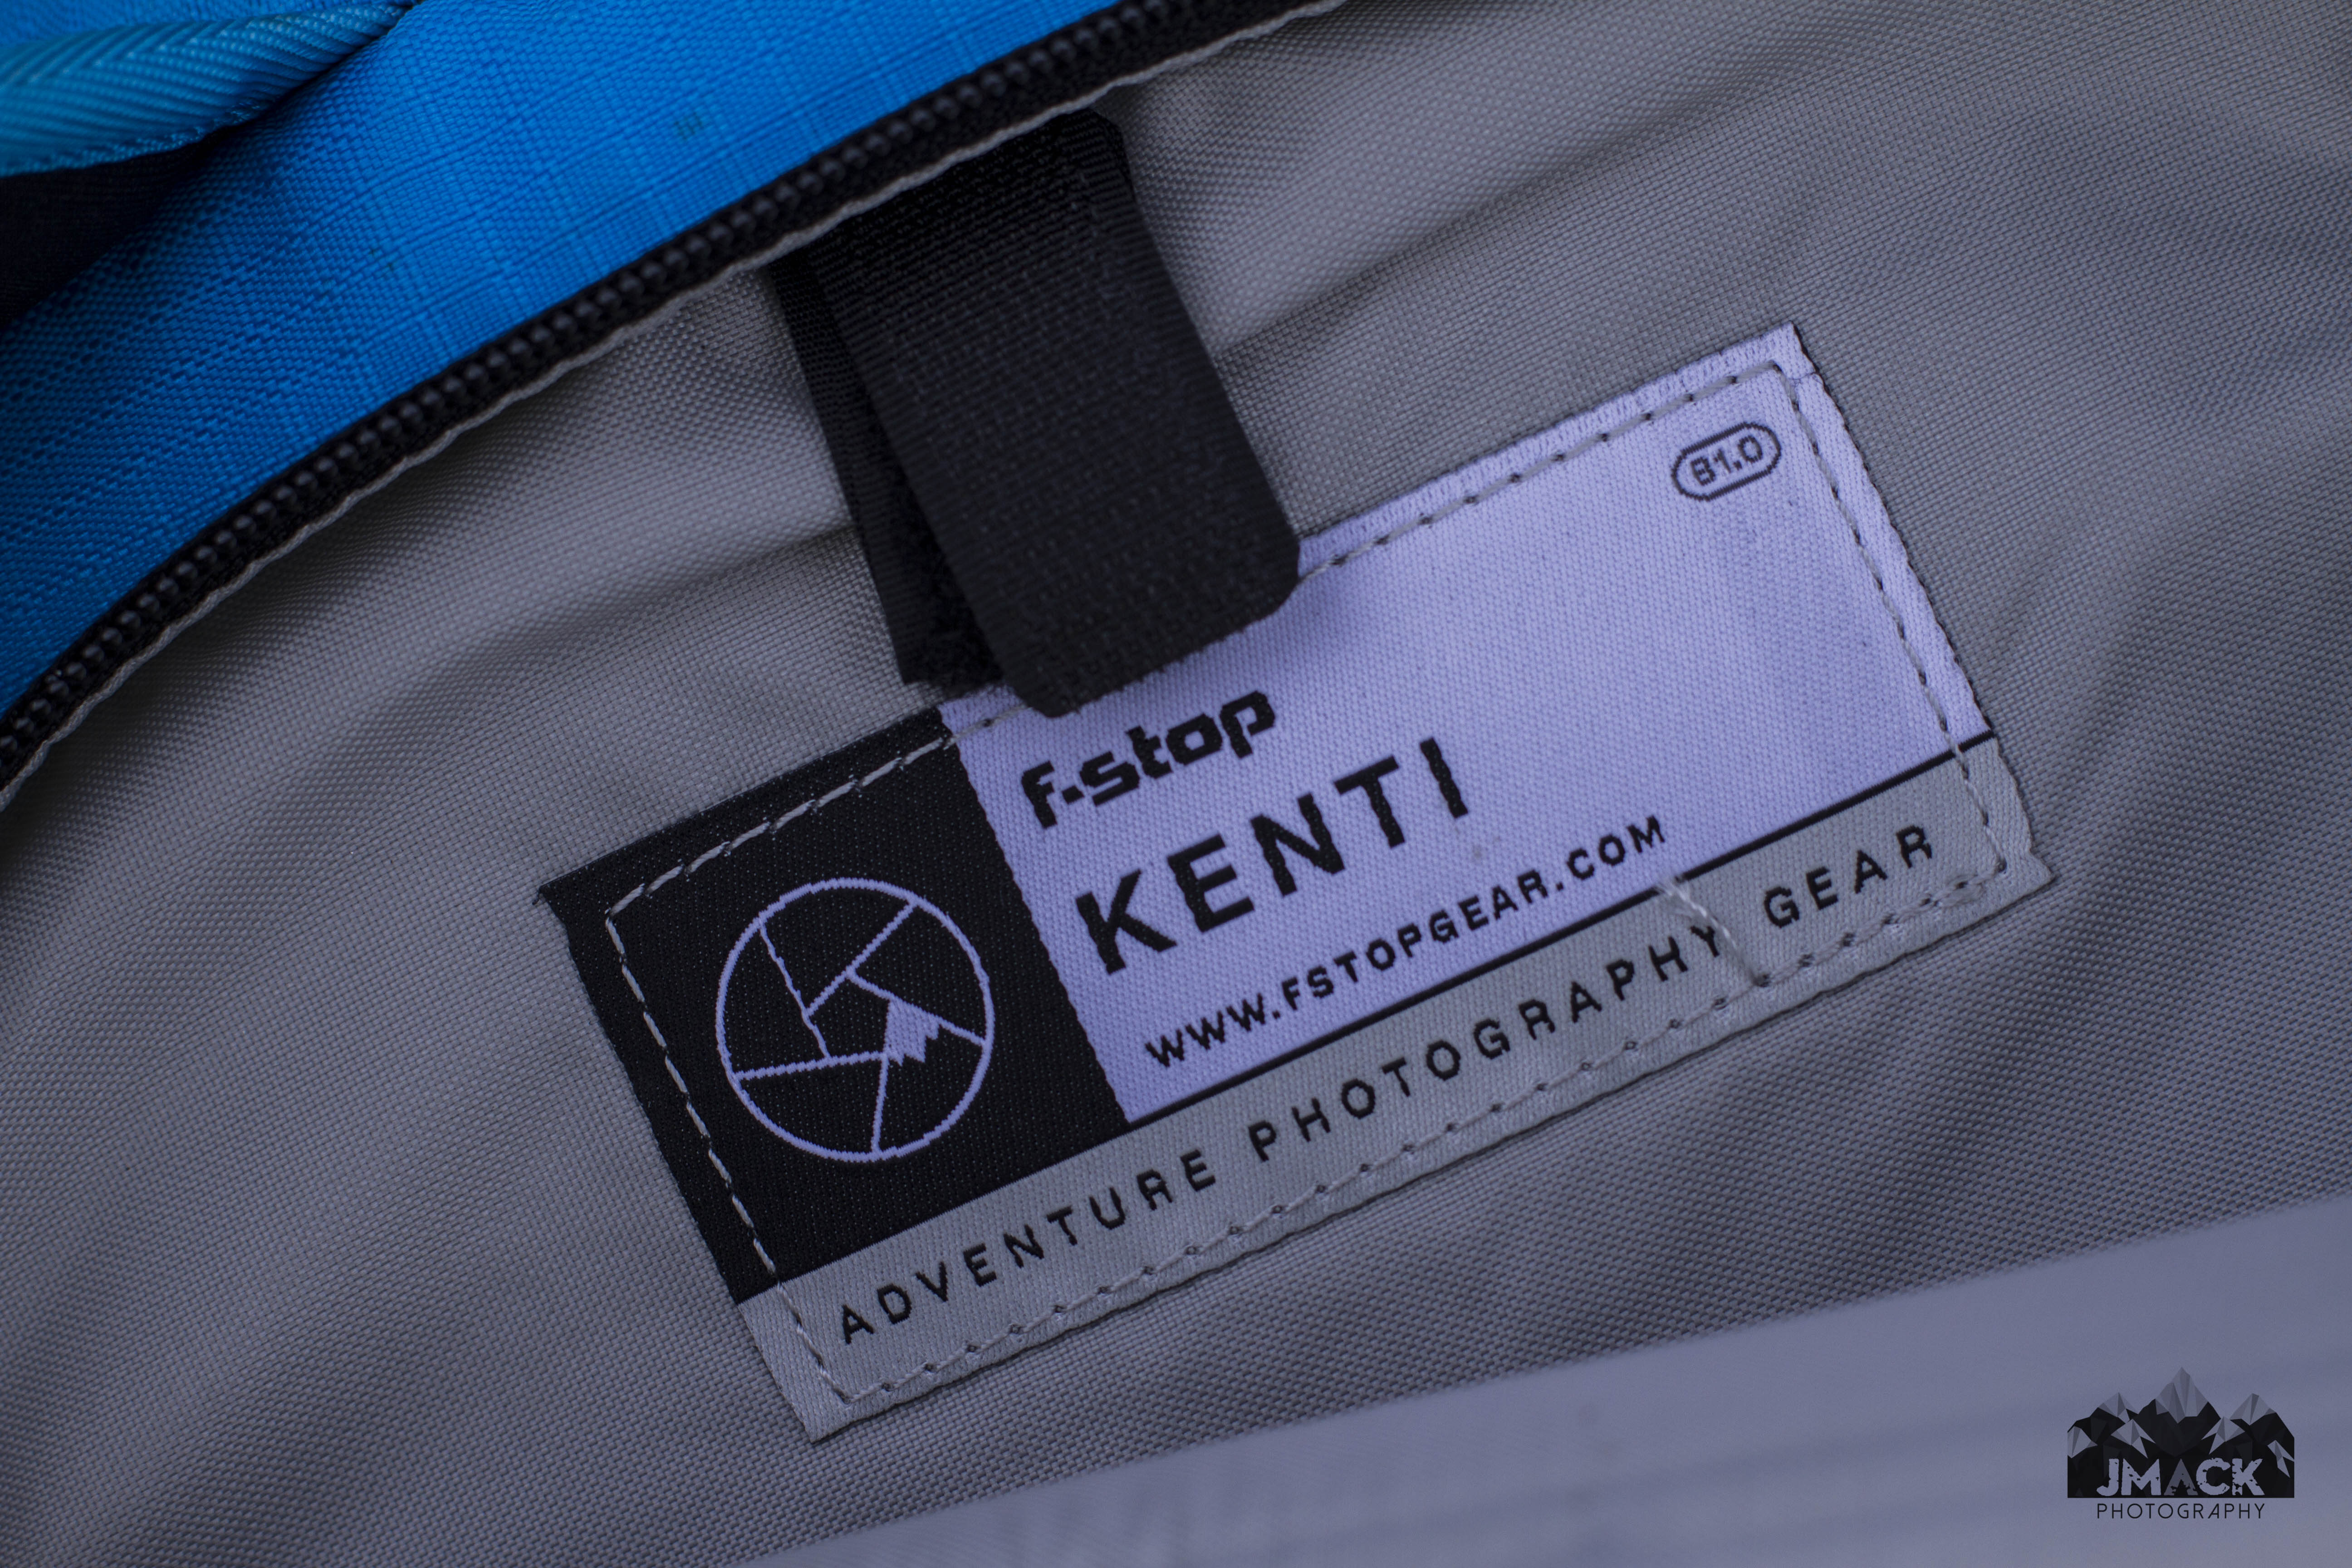 B1.0
f-stop
KENTI
WWW.FSTOPGEAR.COM
ADVENTURE PHOTOGRAPHY GEAR
JMACK
PHOTOGRAPHY